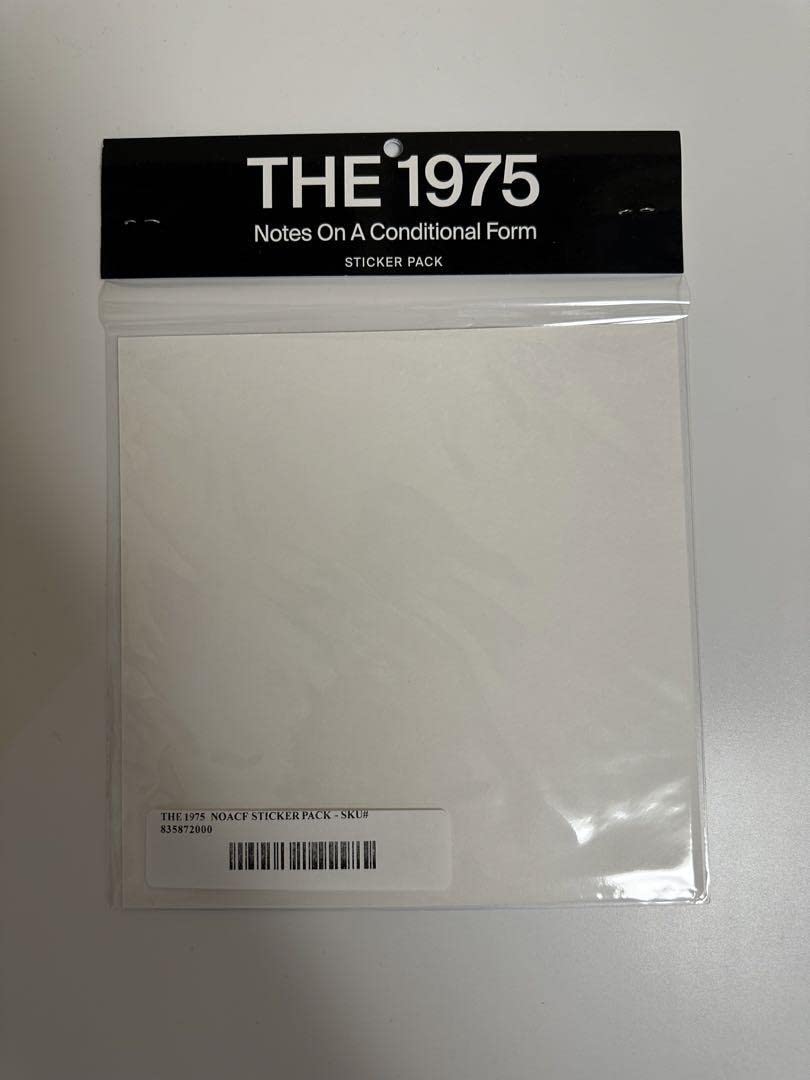 THE 1975
Notes On A Conditional Form
STICKER PACK
THE 1975 NOACF STICKER PACK - SKU#
835872000